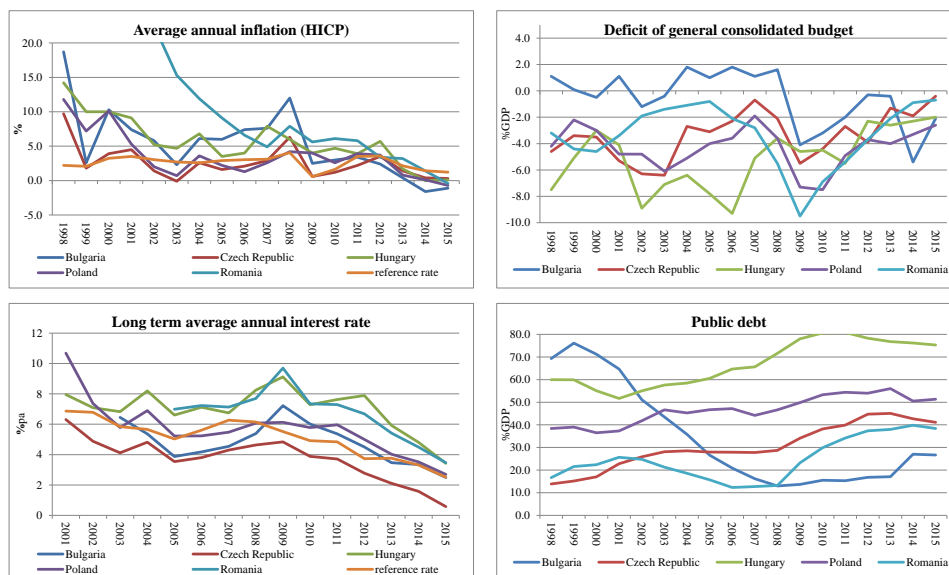 Average annual inflation (HICP)
20.0
15.0
10.0
5.0
0.0
-5.0
%
1998 1999 2000 2001 2002 2003 2004 2005 2006 2007 2008 2009 2010 2011 2012 2013 2014 2015
Bulgaria Czech Republic Hungary
Poland Romania reference rate
Deficit of general consolidated budget
4.0
2.0
0.0
-2.0
-4.0
-6.0
-8.0
-10.0
%GDP
1998 1999 2000 2001 2002 2003 2004 2005 2006 2007 2008 2009 2010 2011 2012 2013 2014 2015
Bulgaria Czech Republic Hungary Poland Romania
Long term average annual interest rate
12
10
8
6
4
2
0
%pa
2001 2002 2003 2004 2005 2006 2007 2008 2009 2010 2011 2012 2013 2014 2015
Bulgaria Czech Republic Hungary
Poland Romania reference rate
Public debt
80.0
70.0
60.0
50.0
40.0
30.0
20.0
10.0
0.0
%GDP
1998 1999 2000 2001 2002 2003 2004 2005 2006 2007 2008 2009 2010 2011 2012 2013 2014 2015
Bulgaria Czech Republic Hungary Poland Romania